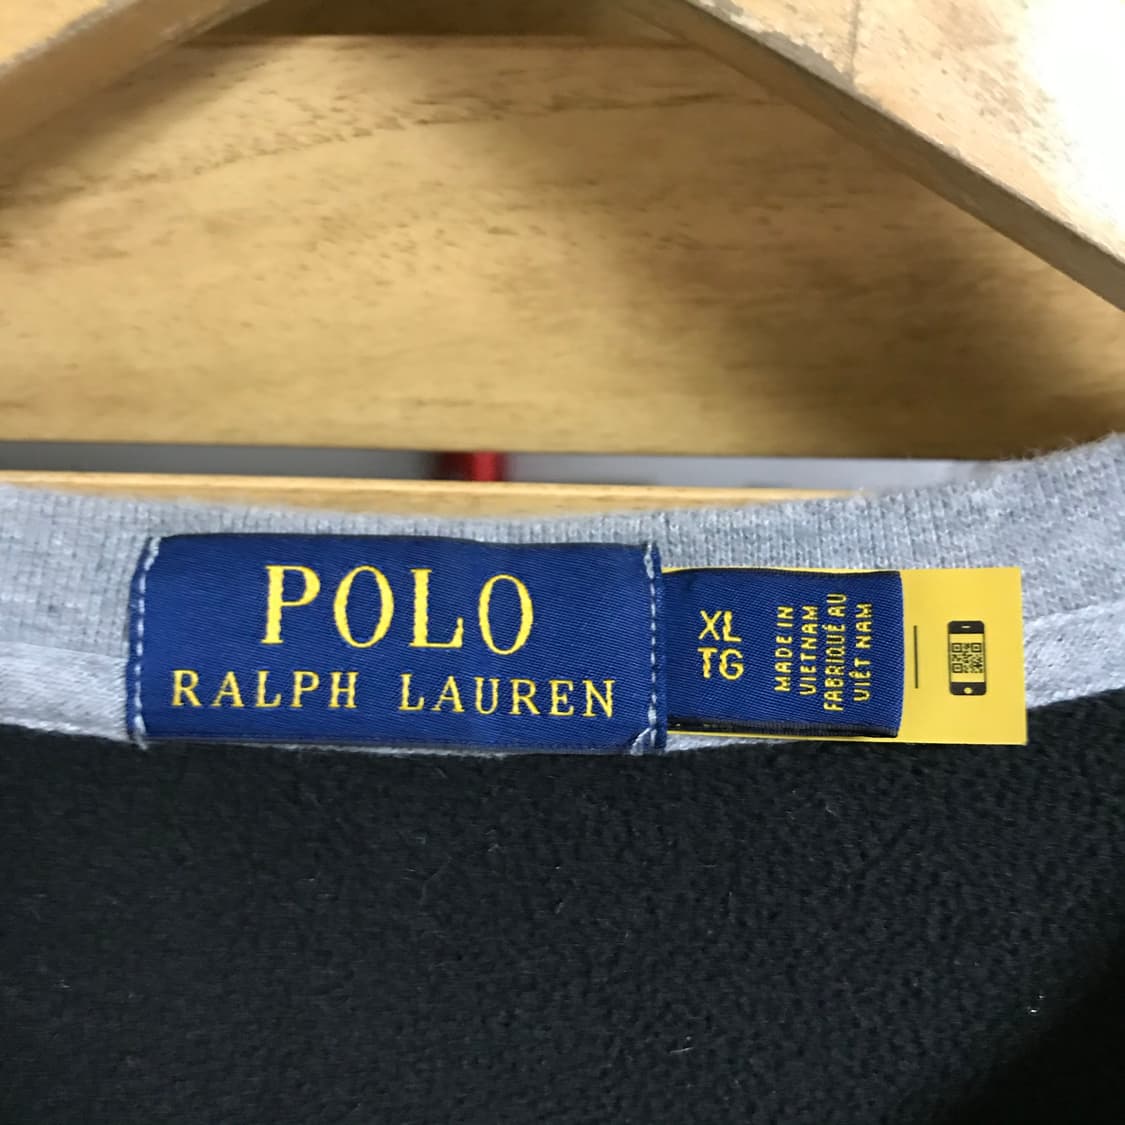 POLO
RALPH LAUREN
XL
TG
MADE IN
VIETNAM
FABRIQUÉ AU
VIÊT NAM